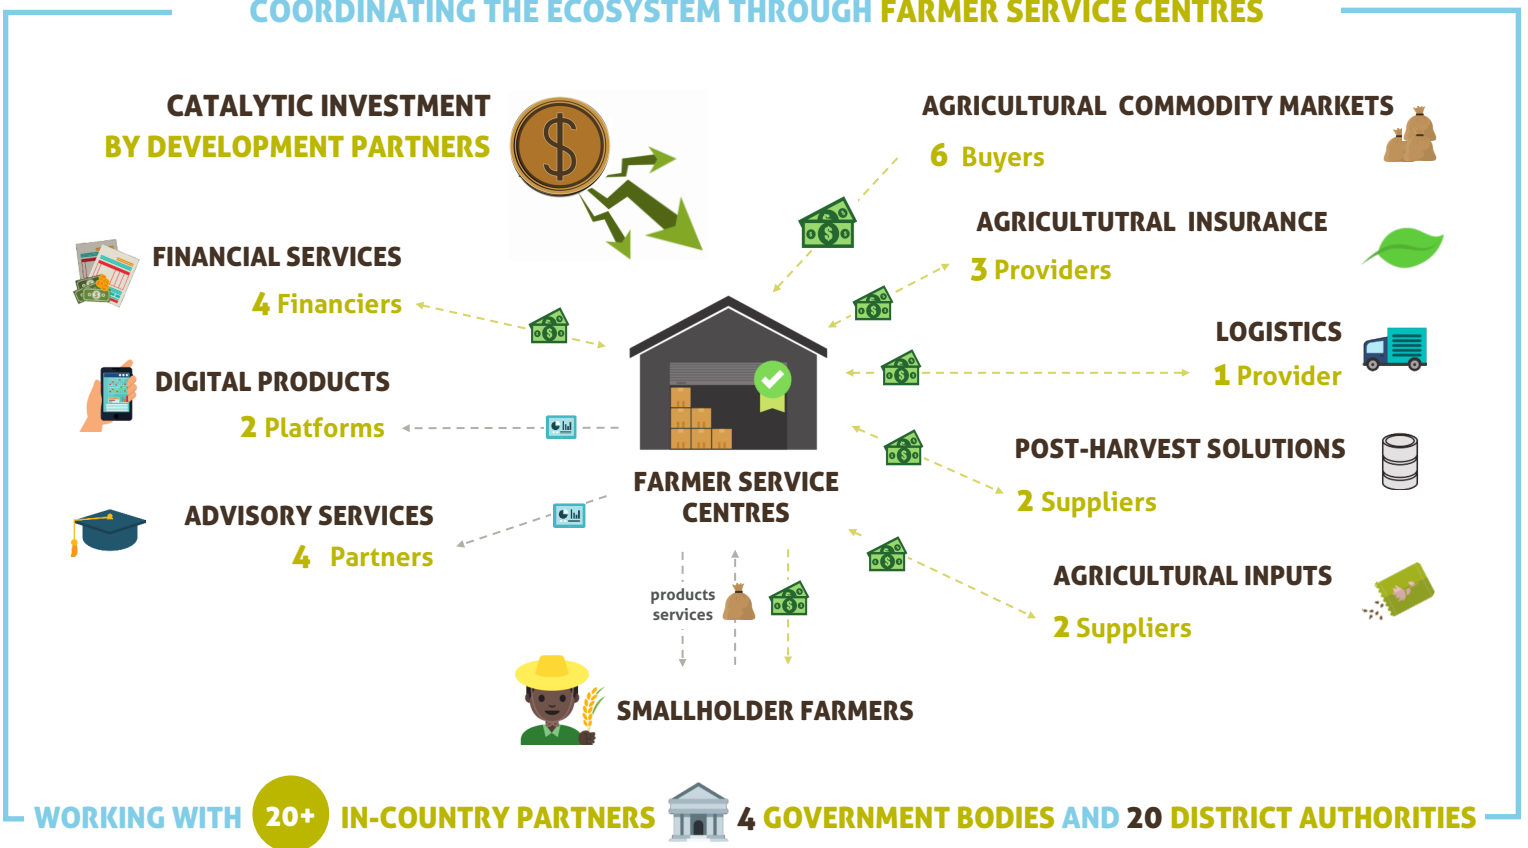 COORDINATING THE ECOSYSTEM THROUGH FARMER SERVICE CENTRES
CATALYTIC INVESTMENT
BY DEVELOPMENT PARTNERS
AGRICULTURAL COMMODITY MARKETS
6 Buyers
AGRICULTUTRAL INSURANCE
3 Providers
FINANCIAL SERVICES
4 Financiers
LOGISTICS
1 Provider
DIGITAL PRODUCTS
2 Platforms
POST-HARVEST SOLUTIONS
2 Suppliers
FARMER SERVICE
CENTRES
ADVISORY SERVICES
4 Partners
AGRICULTURAL INPUTS
2 Suppliers
products
services
SMALLHOLDER FARMERS
WORKING WITH 20+ IN-COUNTRY PARTNERS 4 GOVERNMENT BODIES AND 20 DISTRICT AUTHORITIES